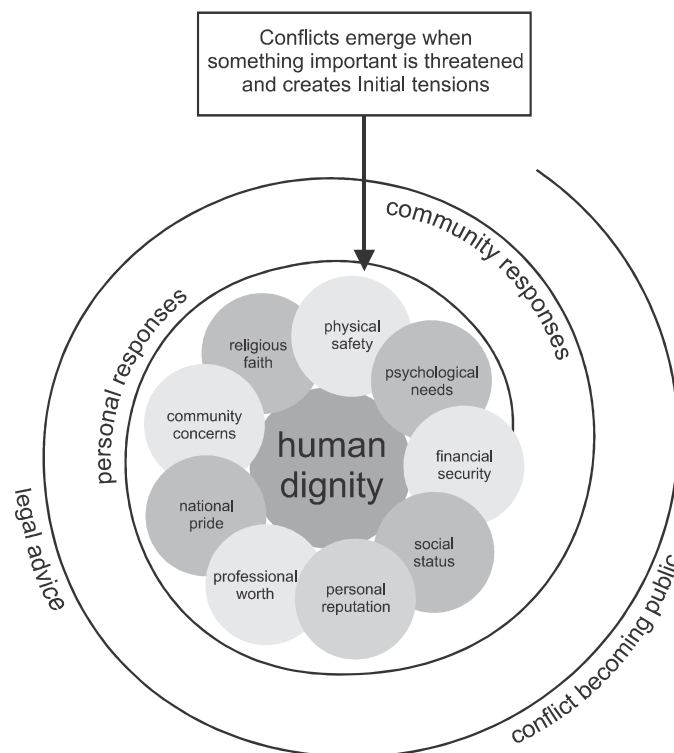 Conflicts emerge when
something important is threatened
and creates Initial tensions
community responses
personal responses
physical
safety
religious
faith
psychological
needs
community
concerns
human
dignity
financial
security
national
pride
social
status
professional
worth
personal
reputation
legal advice
conflict becoming public